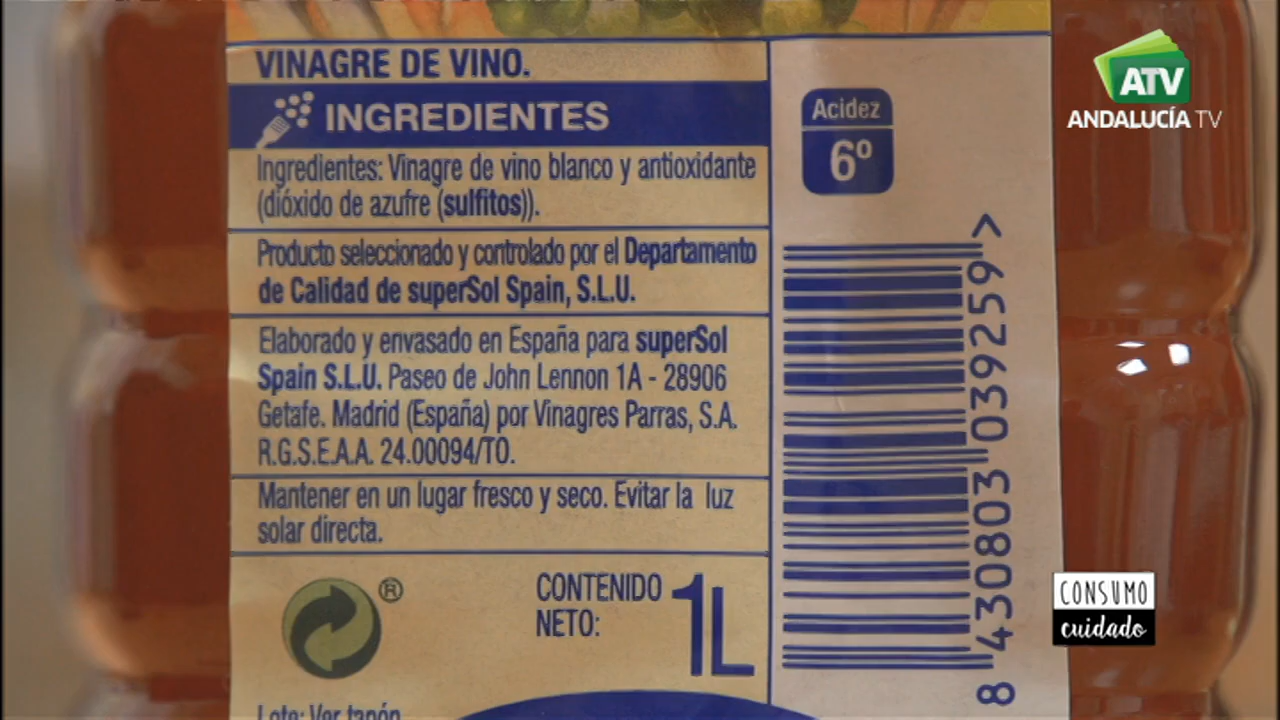 VINAGRE DE VINO.
INGREDIENTES
Ingredientes: Vinagre de vino blanco y antioxidante
(dióxido de azufre (sulfitos)).
Producto seleccionado y controlado por el Departamento
de Calidad de superSol Spain, S.L.U.
Elaborado y envasado en España para superSol
Spain S.L.U. Paseo de John Lennon 1A - 28906
Getafe. Madrid (España) por Vinagres Parras, S.A.
R.G.S.E.A.A. 24.00094/TO.
Mantener en un lugar fresco y seco. Evitar la luz
solar directa.
®
CONTENIDO
NETO:
1L
Lote: Ver tapón
Acidez
6º
8 430803 039259 >
ATV
ANDALUCÍA TV
CONSUMO
cuidado